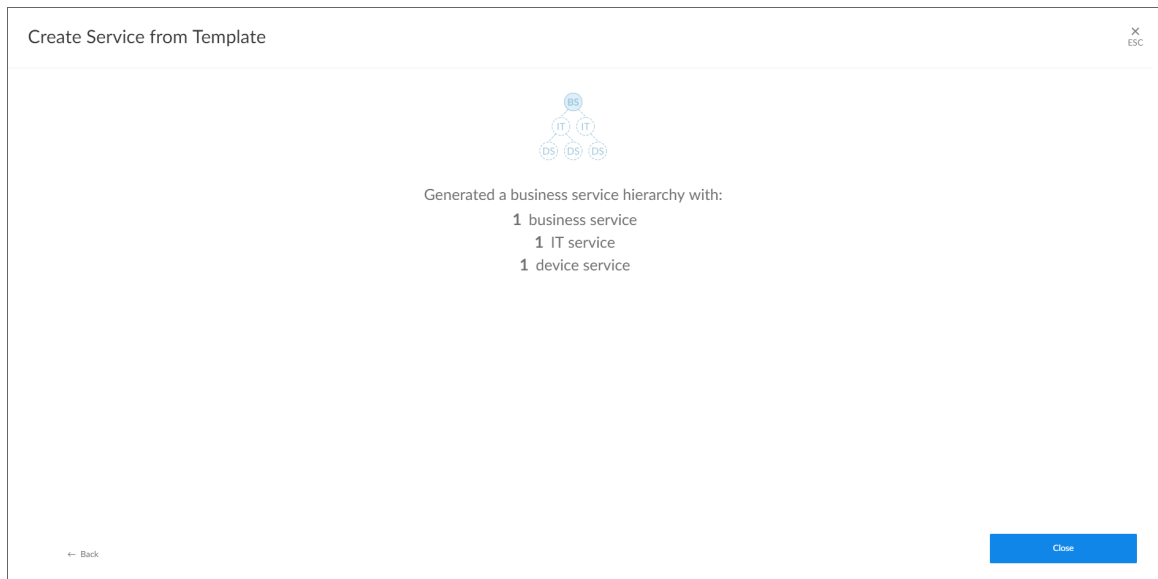 Create Service from Template
×
ESC
BS
IT IT
DS DS DS
Generated a business service hierarchy with:
1 business service
1 IT service
1 device service
← Back
Close